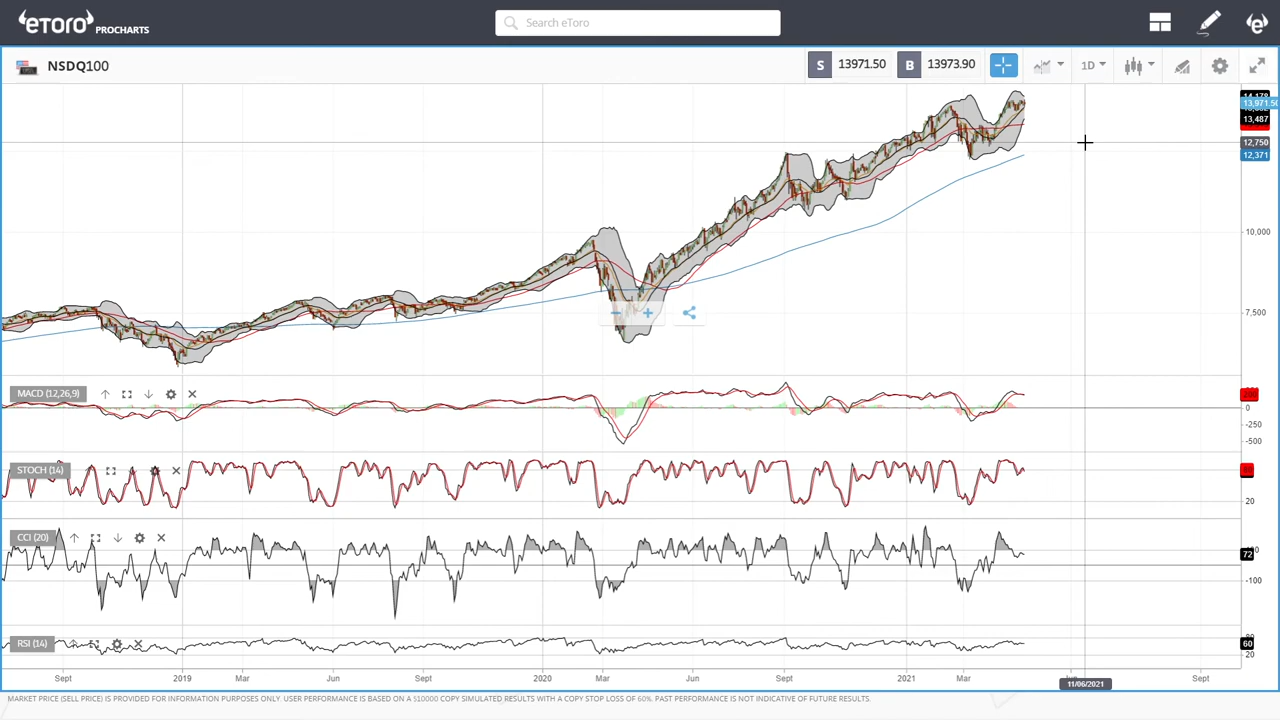 eToro PROCHARTS
Search eToro
NSDQ100
S 13971.50 B 13973.90 1D
14,178
13,971.50
13,487
12,750
12,371
10,000
7,500
MACD (12,26,9)
200
0
-250
-500
STOCH (14)
20
CCI (20)
72
-100
RSI (14)
60
20
Sept 2019 Mar Jun Sept 2020 Mar Jun Sept 2021 Mar Sept
11/06/2021
MARKET PRICE (SELL PRICE) IS PROVIDED FOR INFORMATION PURPOSES ONLY. USER PERFORMANCE IS BASED ON A $10000 COPY SIMULATED RESULTS WITH A COPY STOP LOSS OF 60%. PAST PERFORMANCE IS NOT INDICATIVE OF FUTURE RESULTS.